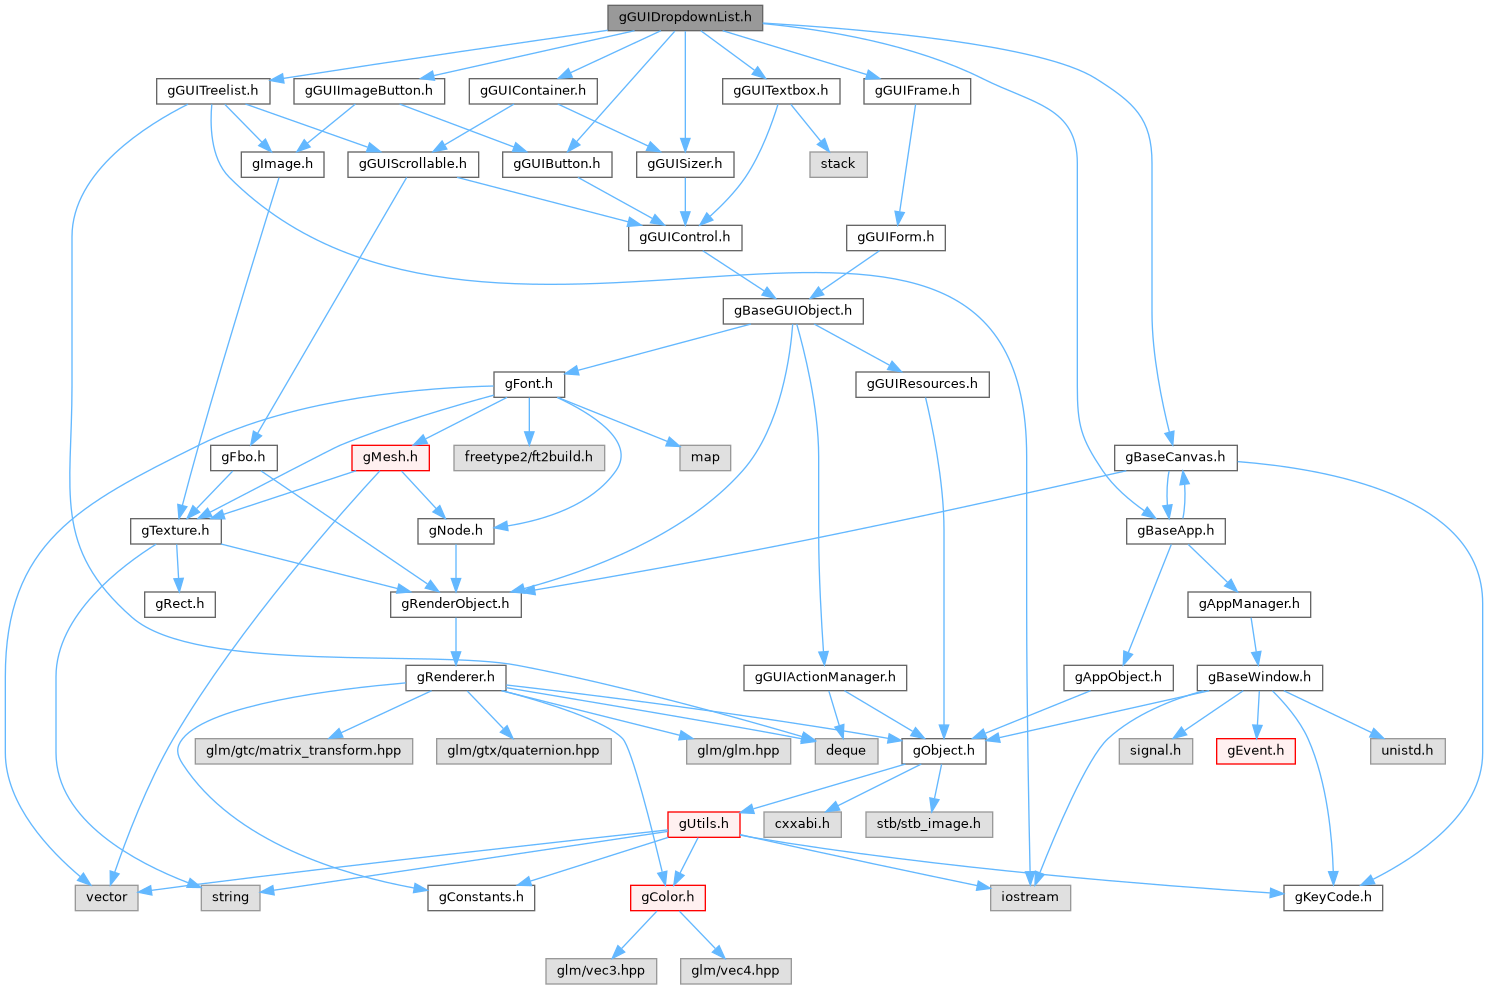 gGUIDropdownList.h
gGUITreelist.h
gGUIImageButton.h
gGUIContainer.h
gGUITextbox.h
gGUIFrame.h
gImage.h
gGUIScrollable.h
gGUIButton.h
gGUISizer.h
stack
gGUIControl.h
gGUIForm.h
gBaseGUIObject.h
gFont.h
gGUIResources.h
gFbo.h
gMesh.h
freetype2/ft2build.h
map
gBaseCanvas.h
gTexture.h
gNode.h
gBaseApp.h
gRect.h
gRenderObject.h
gAppManager.h
gRenderer.h
gGUIActionManager.h
gAppObject.h
gBaseWindow.h
glm/gtc/matrix_transform.hpp
glm/gtx/quaternion.hpp
glm/glm.hpp
deque
gObject.h
signal.h
gEvent.h
unistd.h
gUtils.h
cxxabi.h
stb/stb_image.h
vector
string
gConstants.h
gColor.h
iostream
gKeyCode.h
glm/vec3.hpp
glm/vec4.hpp